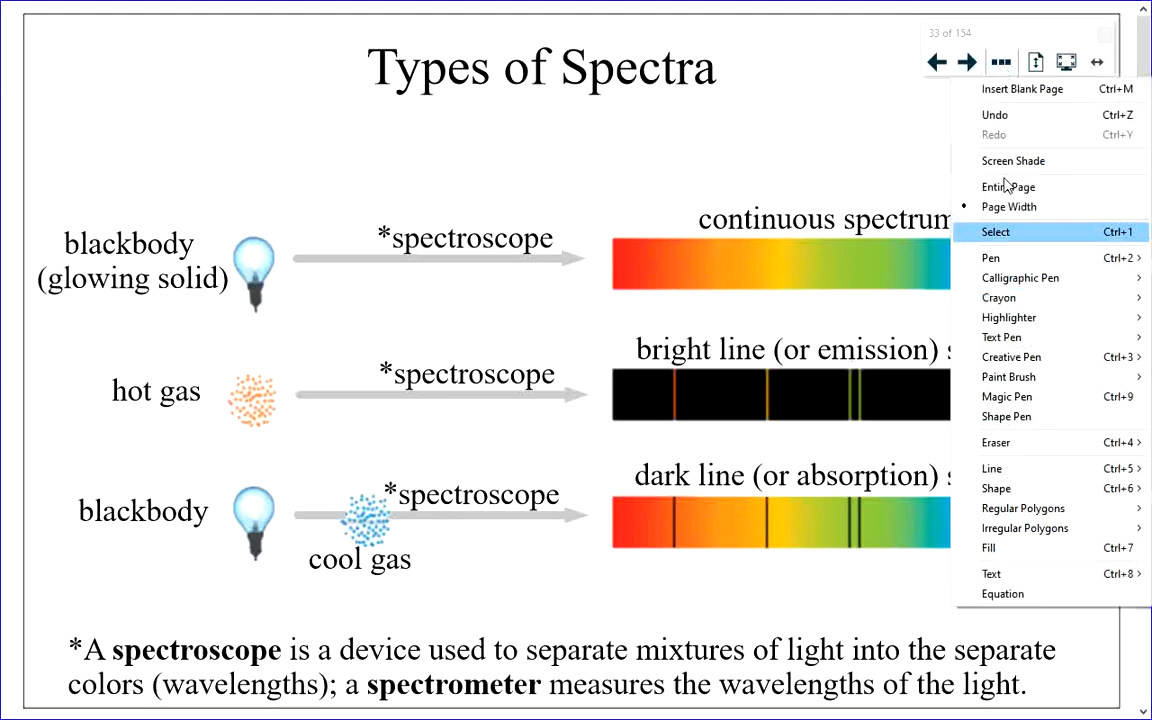 33 of 154
Types of Spectra
Insert Blank Page Ctrl+M
Undo Ctrl+Z
Redo Ctrl+Y
Screen Shade
Entire Page
Page Width
Select Ctrl+1
Pen Ctrl+2
Calligraphic Pen
Crayon
Highlighter
Text Pen
Creative Pen Ctrl+3
Paint Brush
Magic Pen Ctrl+9
Shape Pen
Eraser Ctrl+4
Line Ctrl+5
Shape Ctrl+6
Regular Polygons
Irregular Polygons
Fill Ctrl+7
Text Ctrl+8
Equation
blackbody
(glowing solid)
*spectroscope
continuous spectrum
hot gas
*spectroscope
bright line (or emission) s
blackbody
*spectroscope
cool gas
dark line (or absorption) s
*A spectroscope is a device used to separate mixtures of light into the separate
colors (wavelengths); a spectrometer measures the wavelengths of the light.